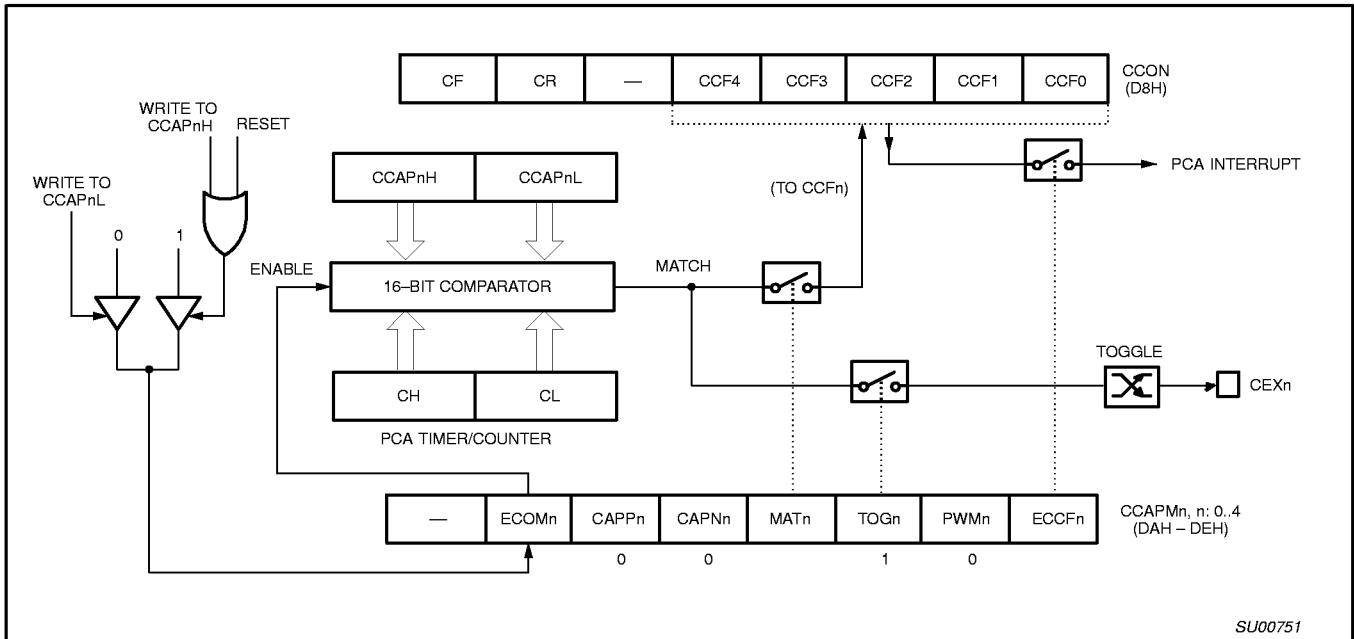 CF CR — CCF4 CCF3 CCF2 CCF1 CCF0
CCON
(D8H)
WRITE TO
CCAPnH
RESET
WRITE TO
CCAPnL
0 1
CCAPnH CCAPnL
(TO CCFn)
PCA INTERRUPT
ENABLE
16–BIT COMPARATOR
MATCH
CH CL
PCA TIMER/COUNTER
TOGGLE
CEXn
— ECOMn CAPPn CAPNn MATn TOGn PWMn ECCFn
CCAPMn, n: 0..4
(DAH – DEH)
0 0 1 0
SU00751